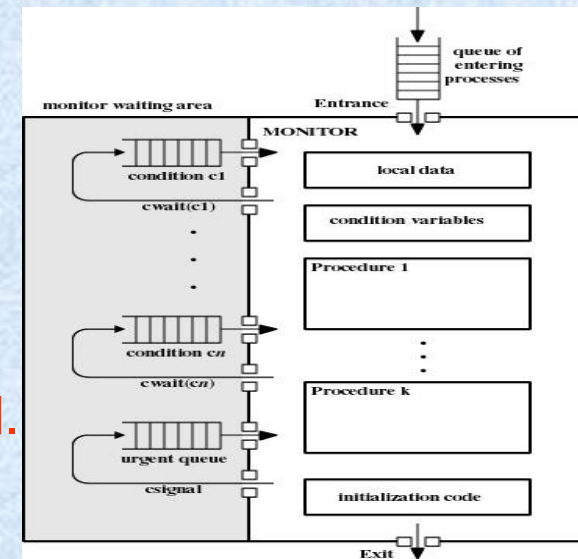 queue of
entering
processes
monitor waiting area
Entrance
MONITOR
condition c1
local data
cwait(c1)
condition variables
Procedure 1
condition cn
cwait(cn)
Procedure k
urgent queue
csignal
initialization code
Exit